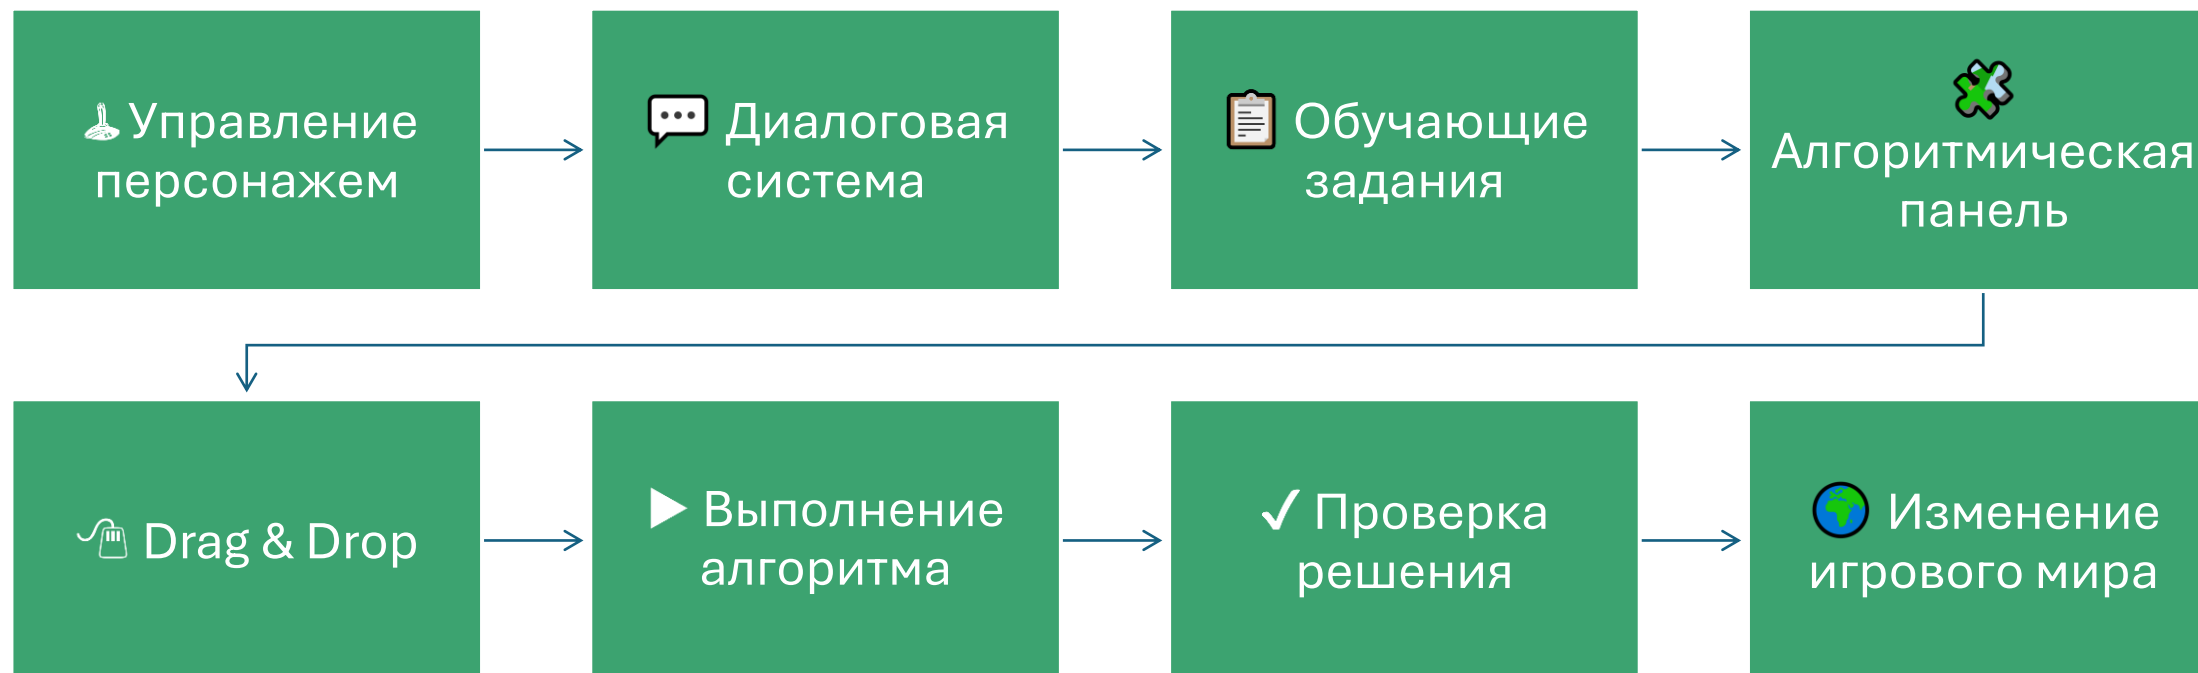 Управление
персонажем
Диалоговая
система
Обучающие
задания
Алгоритмическая
панель
Drag & Drop
Выполнение
алгоритма
Проверка
решения
Изменение
игрового мира